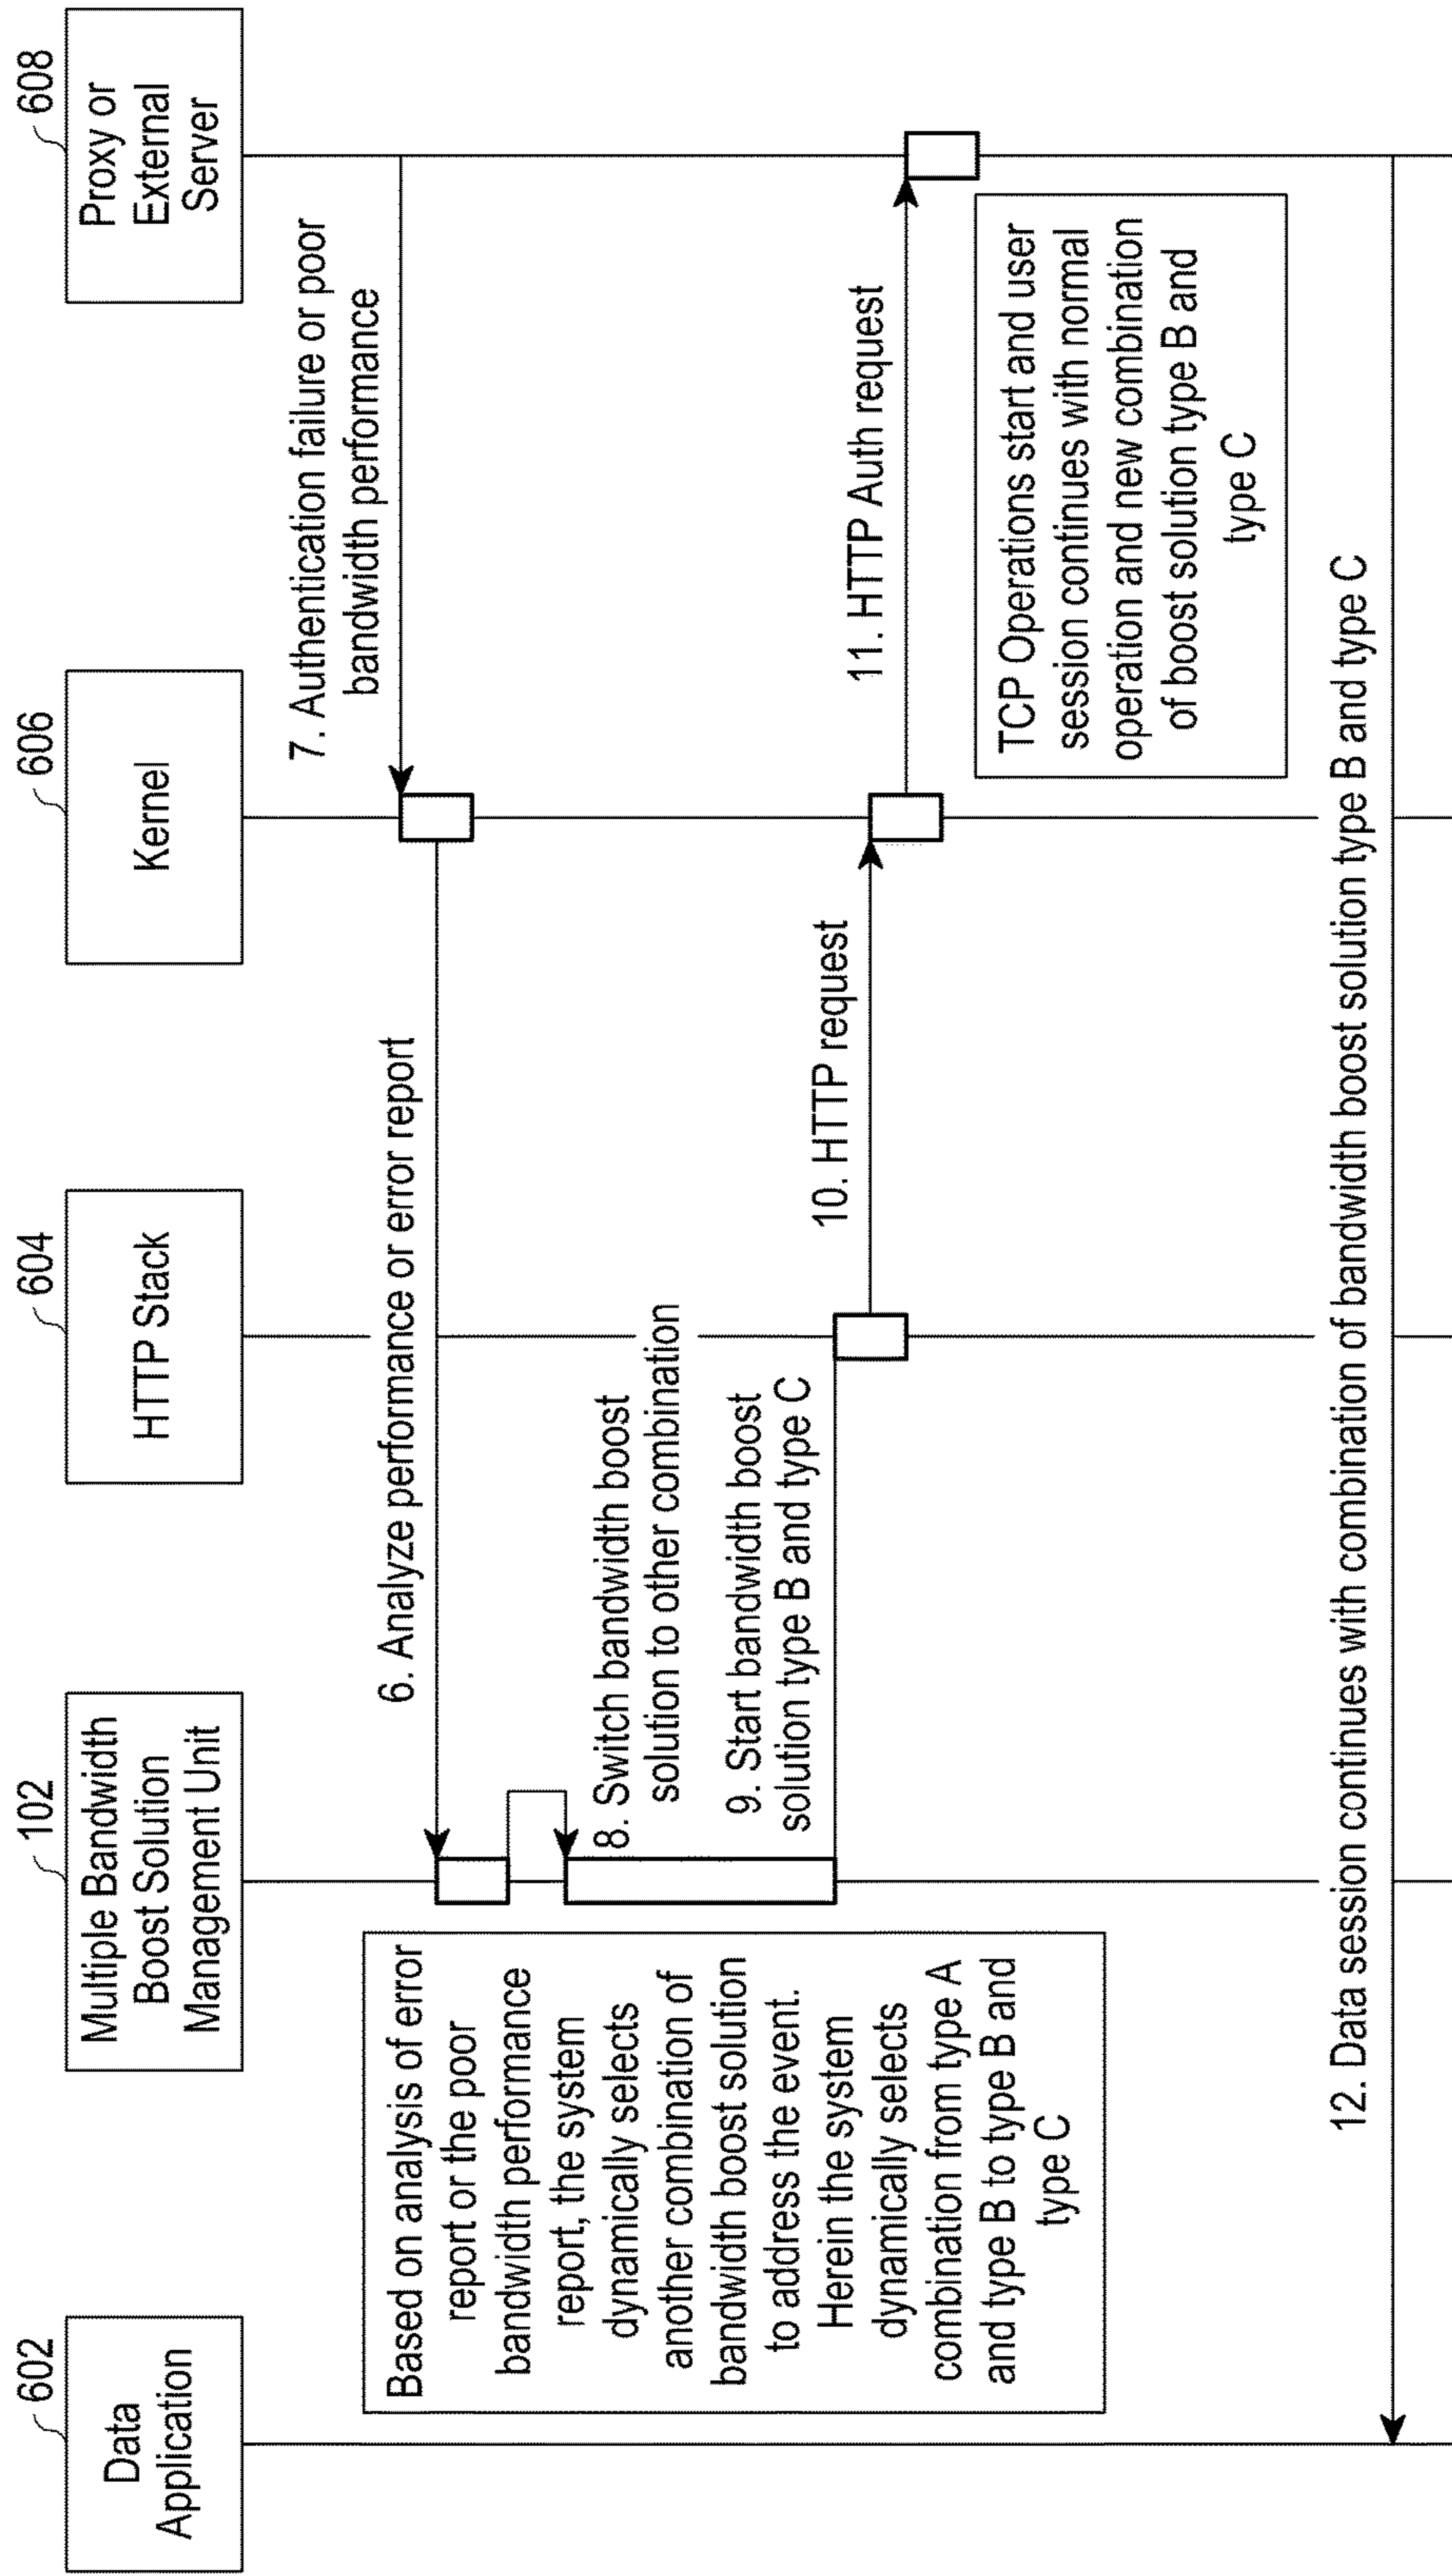 602
Data
Application
102
Multiple Bandwidth
Boost Solution
Management Unit
604
HTTP Stack
606
Kernel
608
Proxy or
External
Server
7. Authentication failure or poor
bandwidth performance
6. Analyze performance or error report
Based on analysis of error
report or the poor
bandwidth performance
report, the system
dynamically selects
another combination of
bandwidth boost solution
to address the event.
Herein the system
dynamically selects
combination from type A
and type B to type B and
type C
8. Switch bandwidth boost
solution to other combination
9. Start bandwidth boost
solution type B and type C
10. HTTP request
11. HTTP Auth request
TCP Operations start and user
session continues with normal
operation and new combination
of boost solution type B and
type C
12. Data session continues with combination of bandwidth boost solution type B and type C